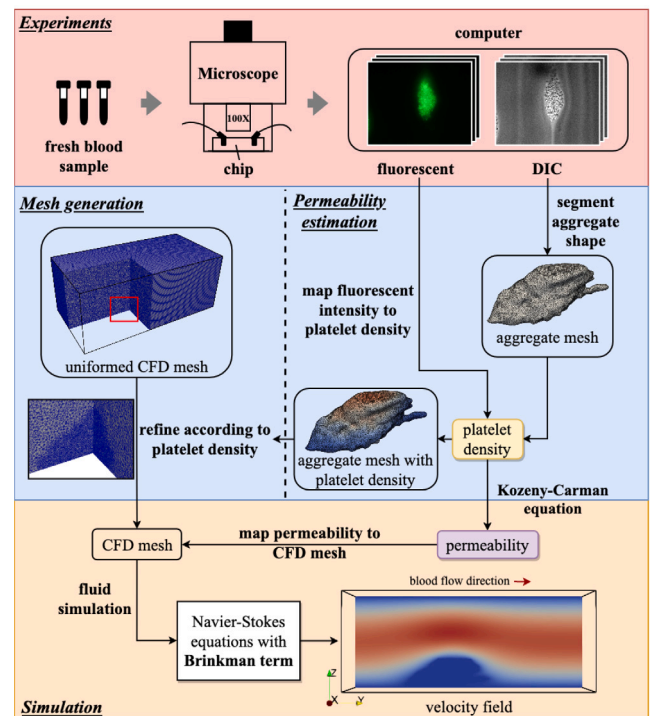 Experiments
computer
Microscope
100X
fresh blood
sample
chip
fluorescent
DIC
Mesh generation
Permeability
estimation
segment
aggregate
shape
map fluorescent
intensity to
platelet density
aggregate mesh
uniformed CFD mesh
refine according to
platelet density
aggregate mesh with
platelet density
platelet
density
Kozeny-Carman
equation
CFD mesh
map permeability to
CFD mesh
permeability
fluid
simulation
blood flow direction
Navier-Stokes
equations with
Brinkman term
Z
X
Y
velocity field
Simulation